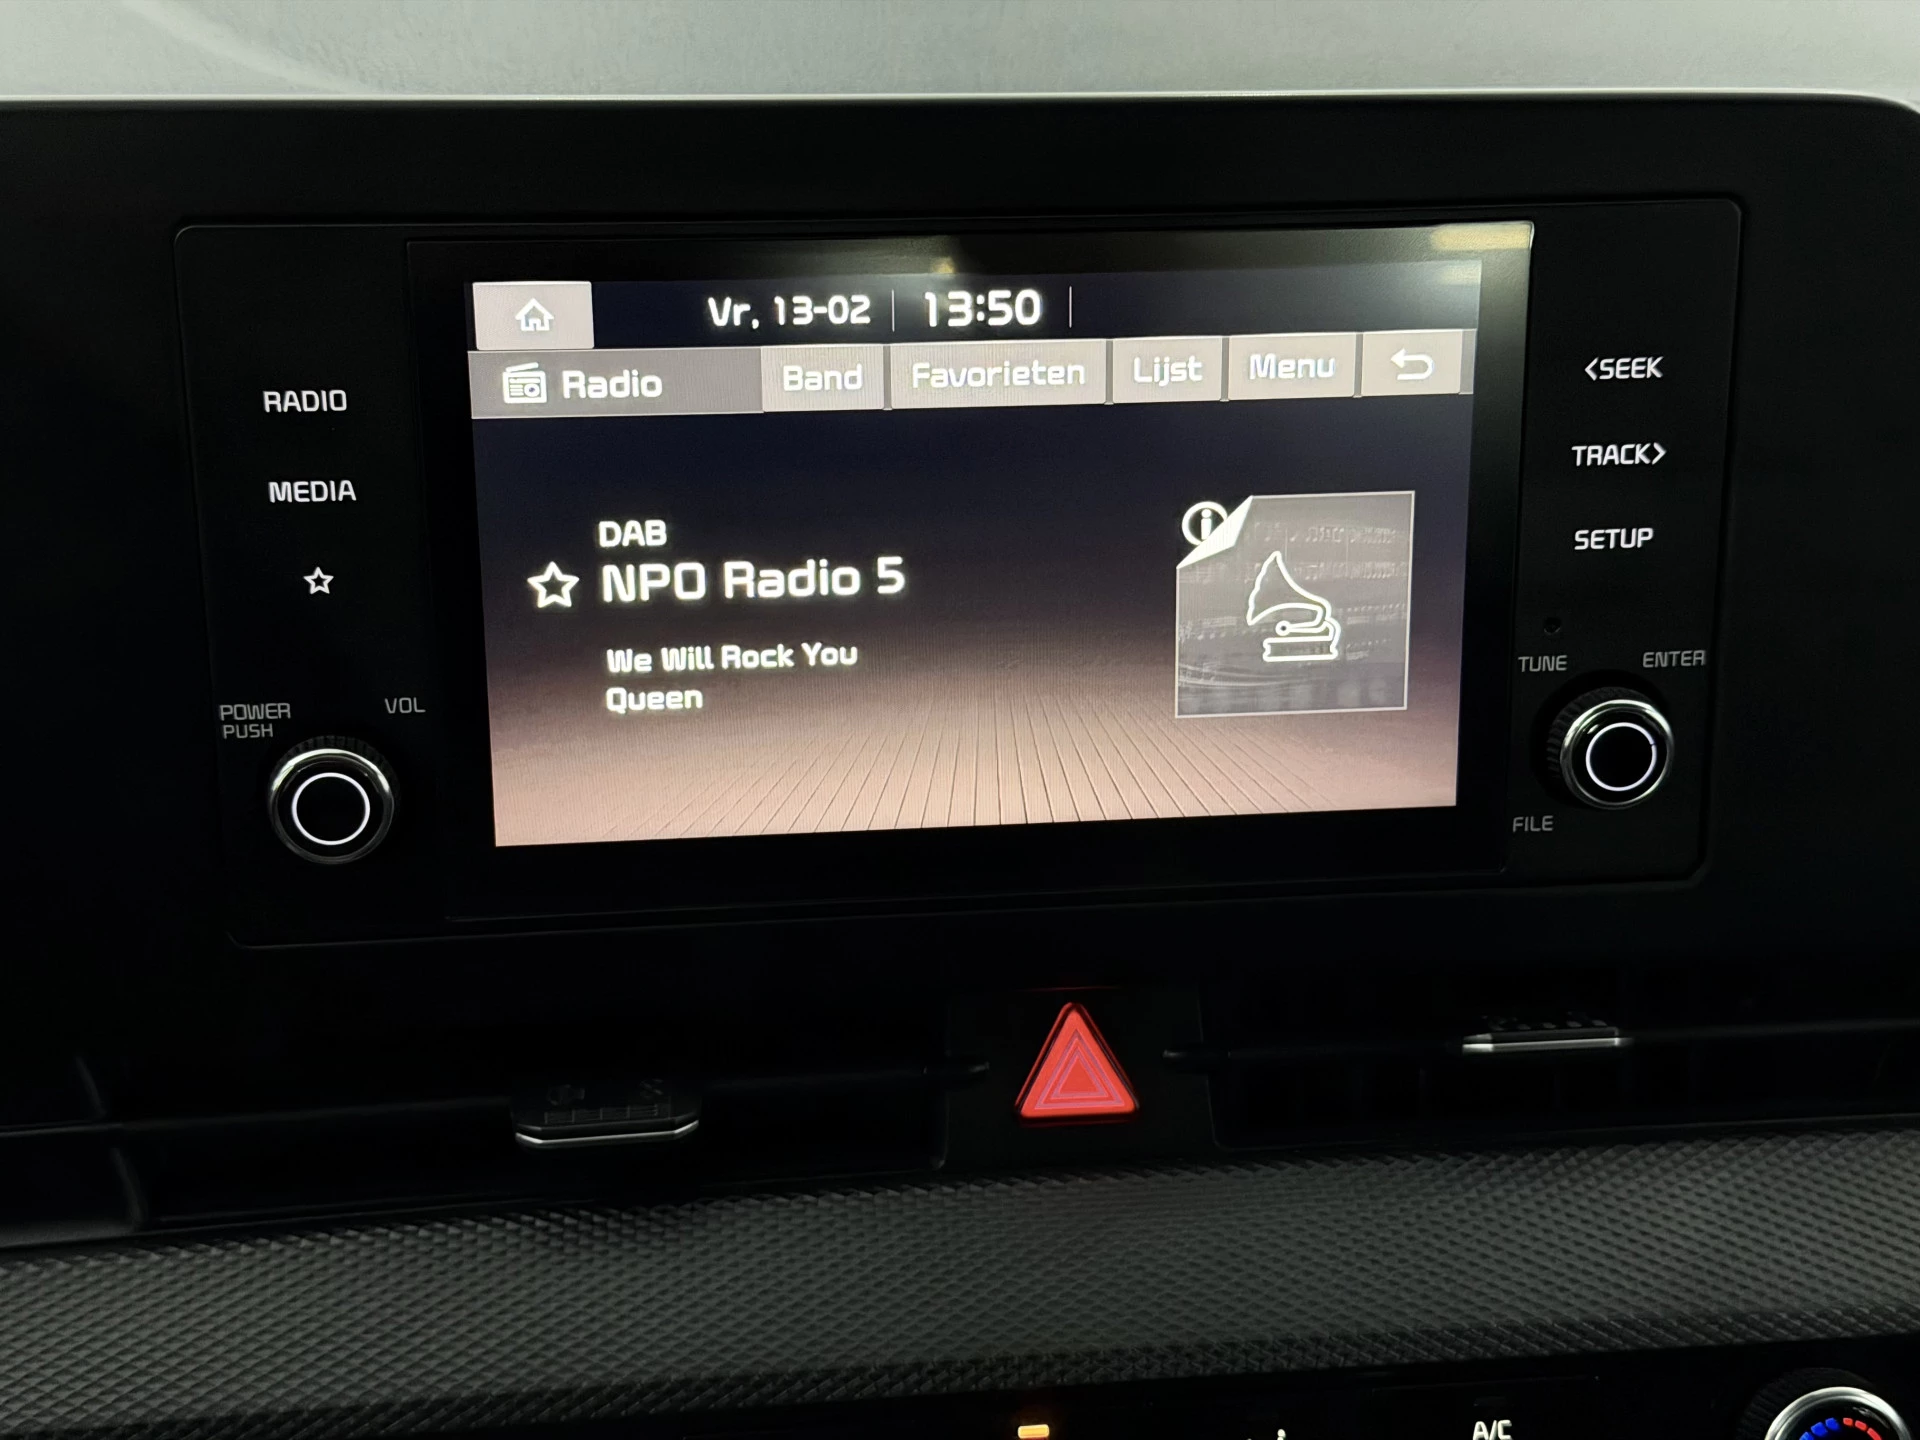 Vr, 13-02 13:50
Radio Band Favorieten Lijst Menu
DAB
NPO Radio 5
We Will Rock You
Queen
RADIO
MEDIA
POWER
PUSH
VOL
<SEEK
TRACK>
SETUP
TUNE
ENTER
FILE
A/C